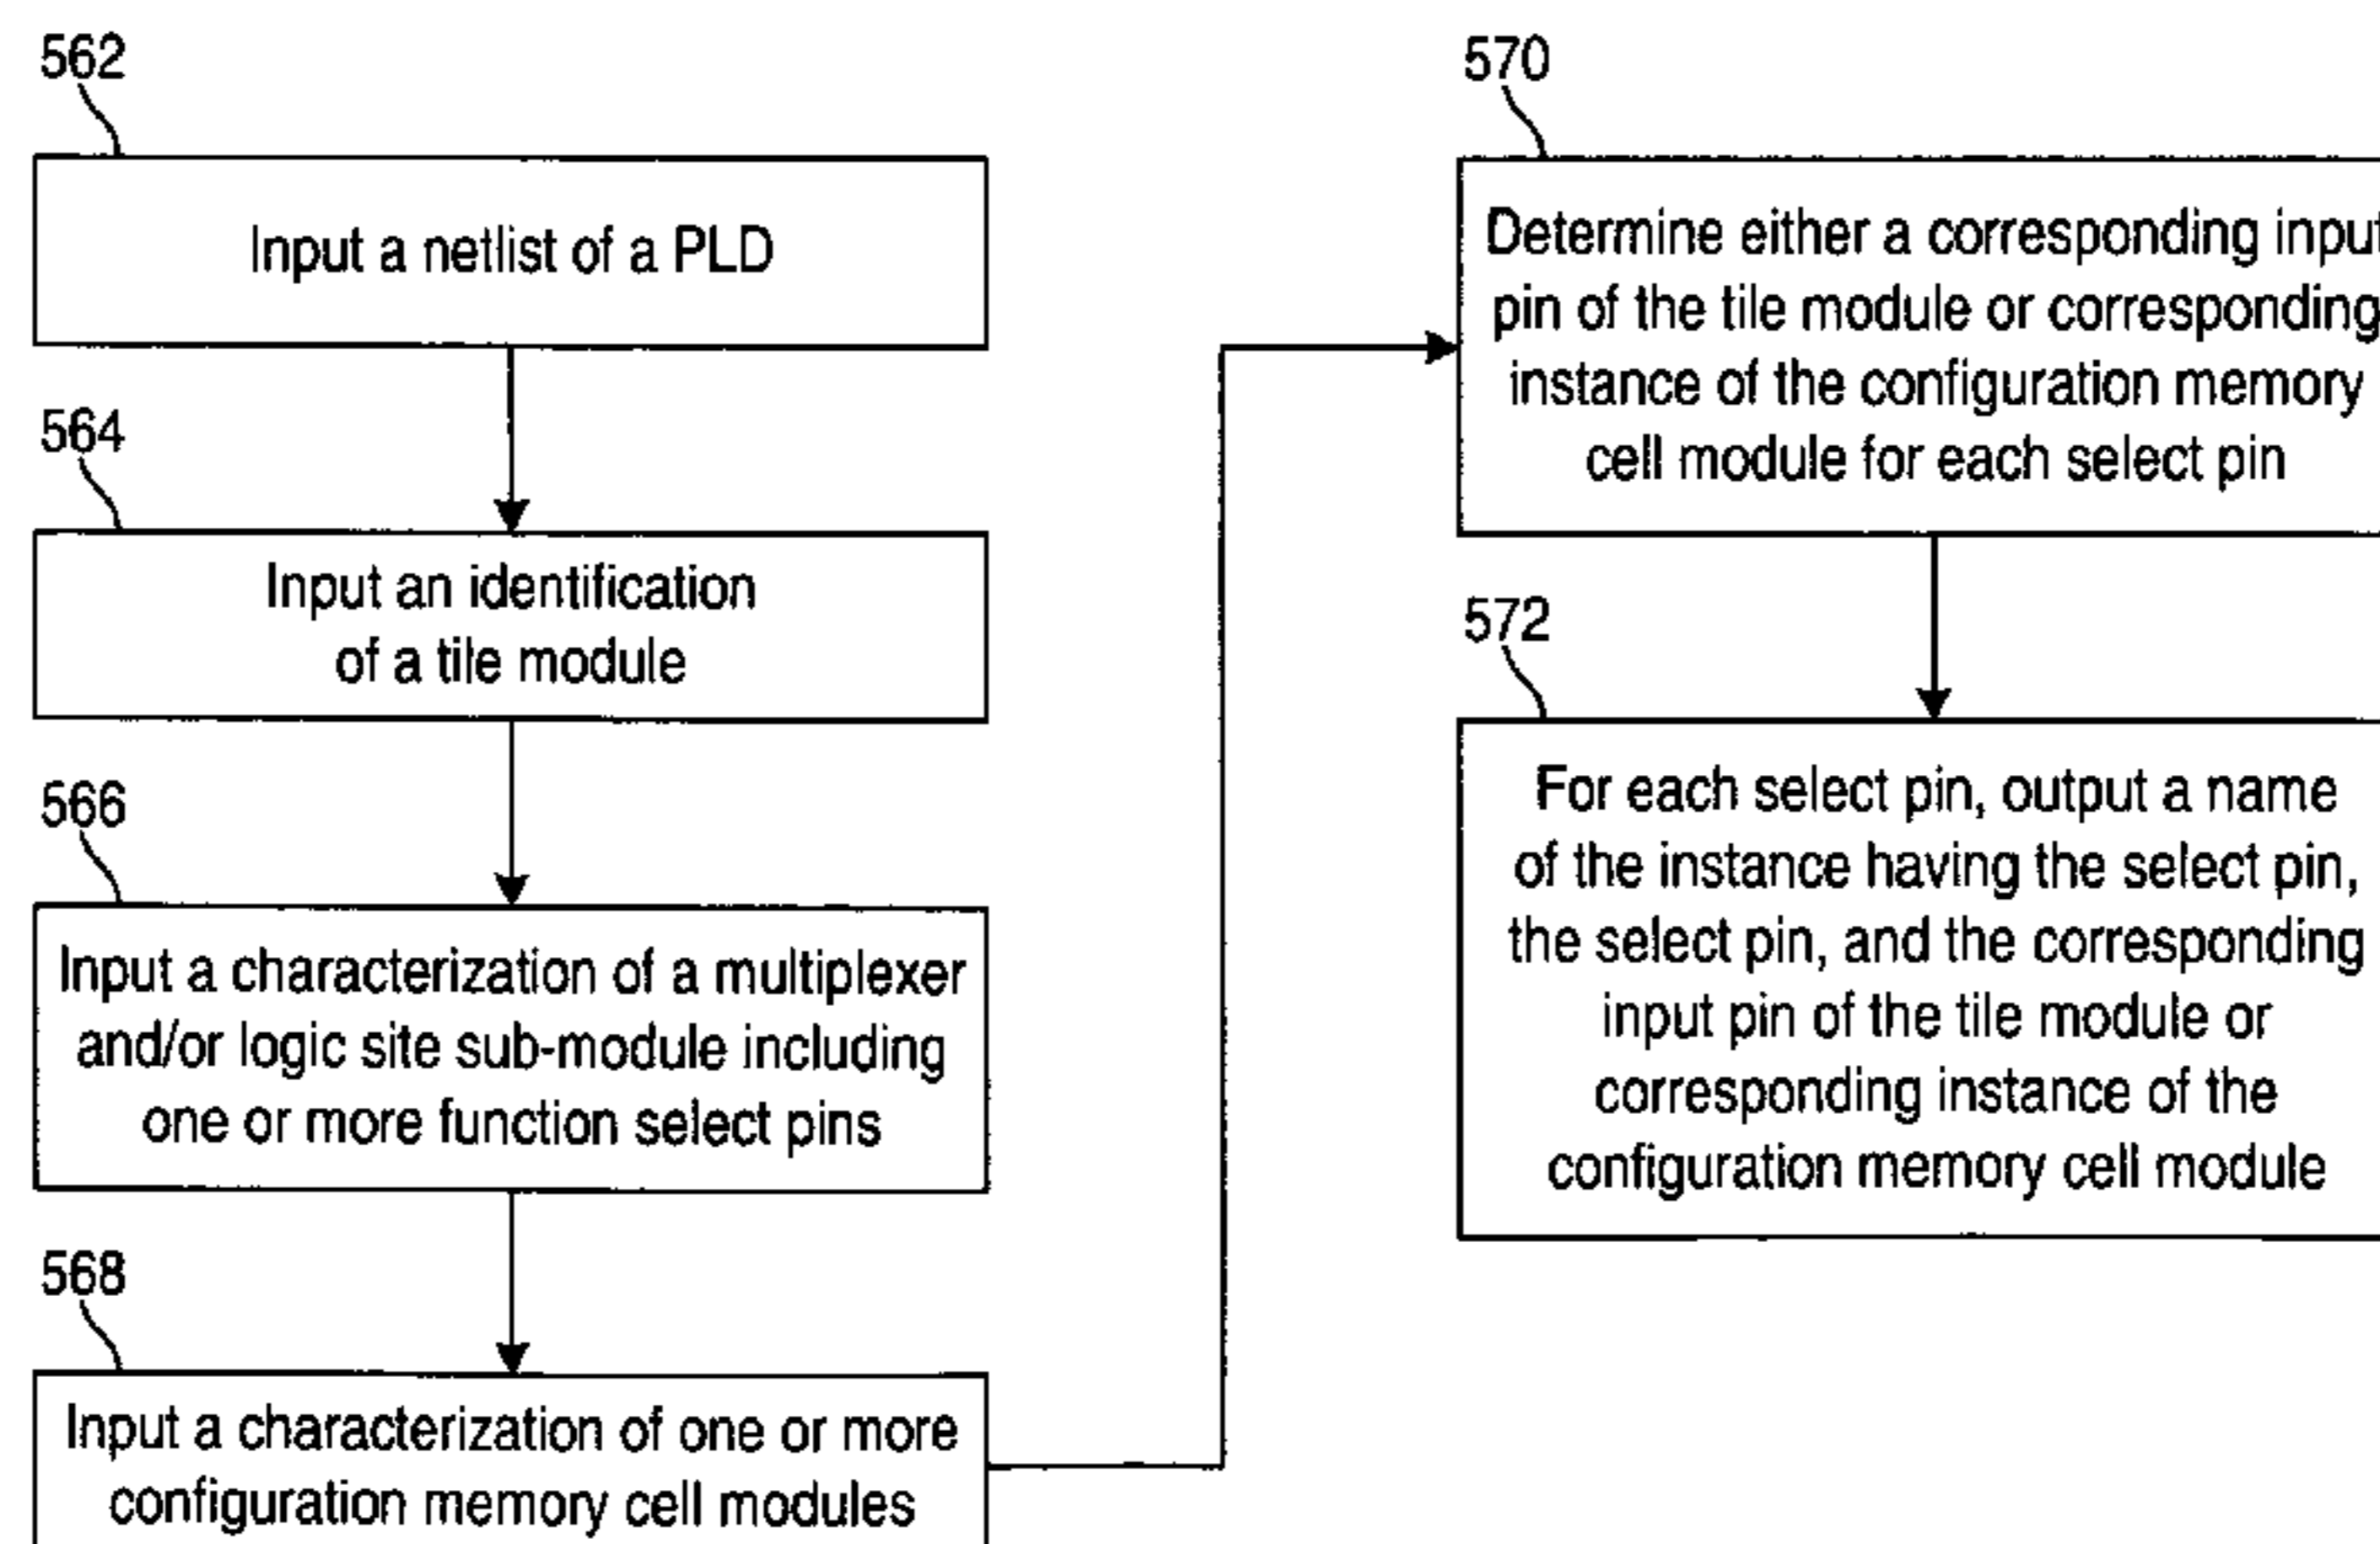 562
Input a netlist of a PLD
564
Input an identification
of a tile module
566
Input a characterization of a multiplexer
and/or logic site sub-module including
one or more function select pins
568
Input a characterization of one or more
configuration memory cell modules
570
Determine either a corresponding input
pin of the tile module or corresponding
instance of the configuration memory
cell module for each select pin
572
For each select pin, output a name
of the instance having the select pin,
the select pin, and the corresponding
input pin of the tile module or
corresponding instance of the
configuration memory cell module